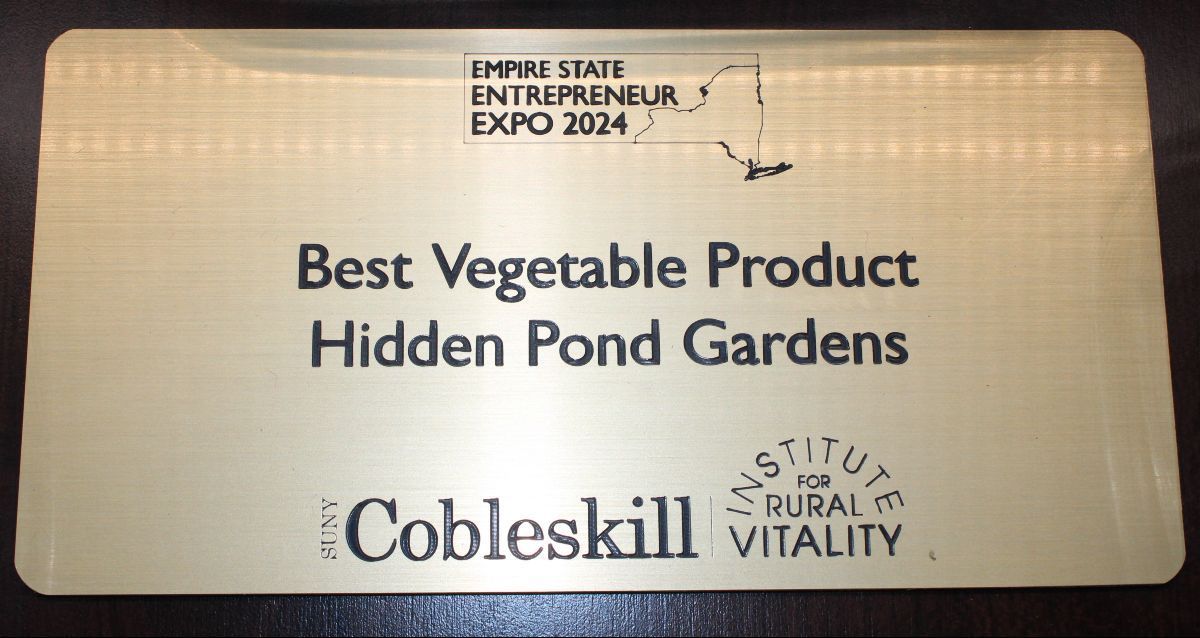 EMPIRE STATE
ENTREPRENEUR
EXPO 2024
Best Vegetable Product
Hidden Pond Gardens
SUNY Cobleskill
INSTITUTE
FOR
RURAL
VITALITY